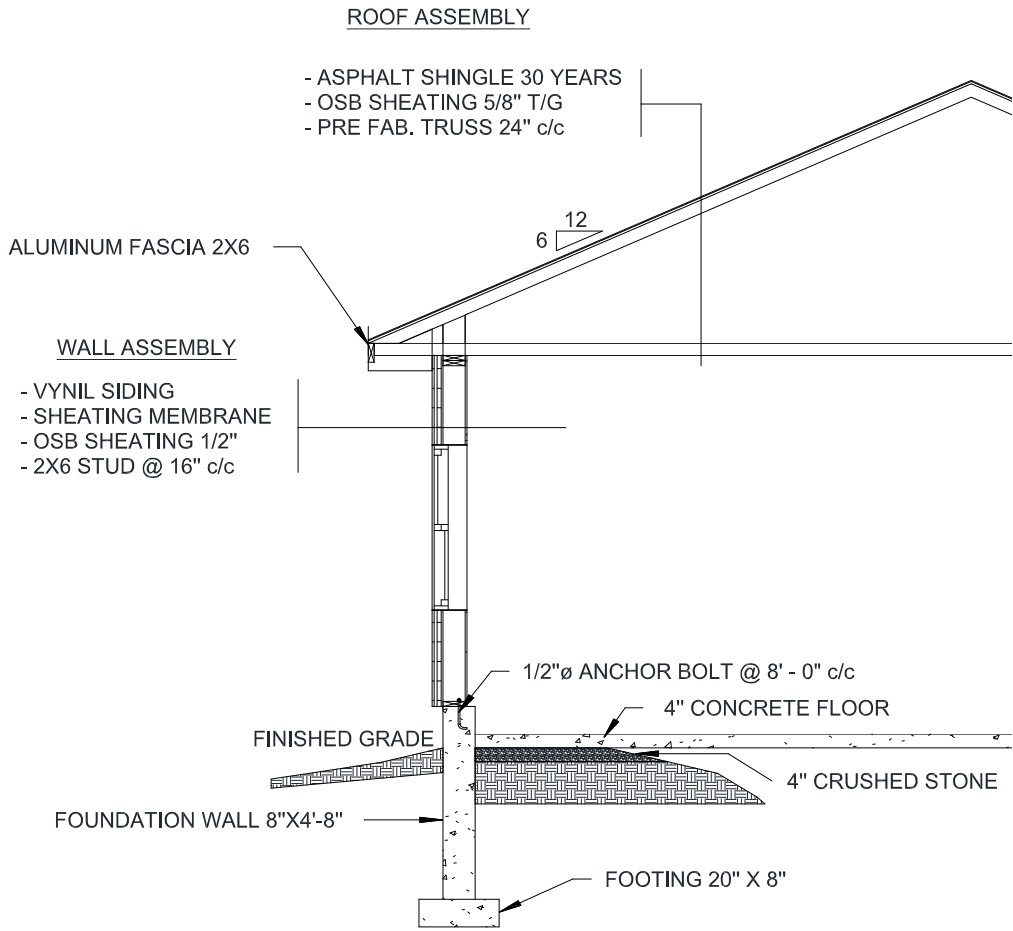 ROOF ASSEMBLY
- ASPHALT SHINGLE 30 YEARS
- OSB SHEATING 5/8" T/G
- PRE FAB. TRUSS 24" c/c
12
6
ALUMINUM FASCIA 2X6
WALL ASSEMBLY
- VYNIL SIDING
- SHEATING MEMBRANE
- OSB SHEATING 1/2"
- 2X6 STUD @ 16" c/c
1/2"ø ANCHOR BOLT @ 8' - 0" c/c
4" CONCRETE FLOOR
FINISHED GRADE
4" CRUSHED STONE
FOUNDATION WALL 8"X4'-8"
FOOTING 20" X 8"